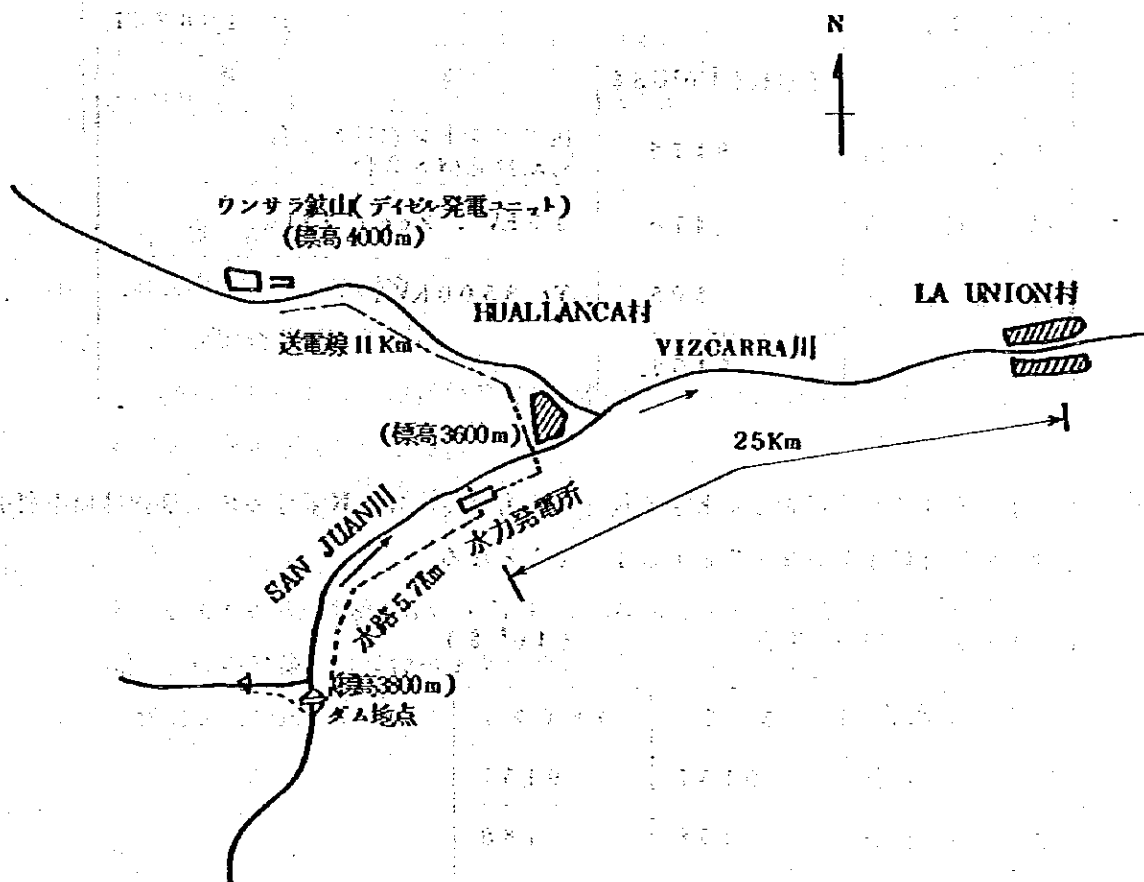 N
ワンサラ鉱山(ディゼル発電ユニット)
(標高4000m)
HUALLANCA村
LA UNION村
送電線11Km
VIZCARRA川
(標高3600m)
25Km
SAN JUAN川
水力発電所
水路5.7Km
(標高3800m)
ダム地点